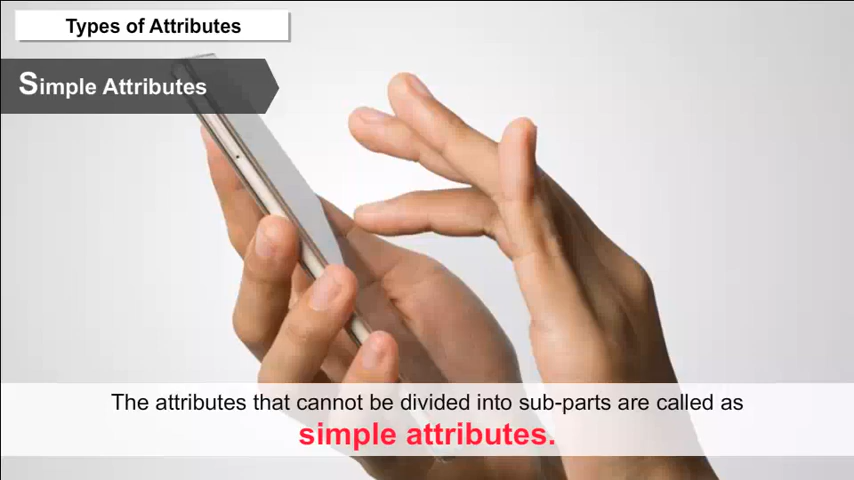 Types of Attributes
Simple Attributes
The attributes that cannot be divided into sub-parts are called as
simple attributes.